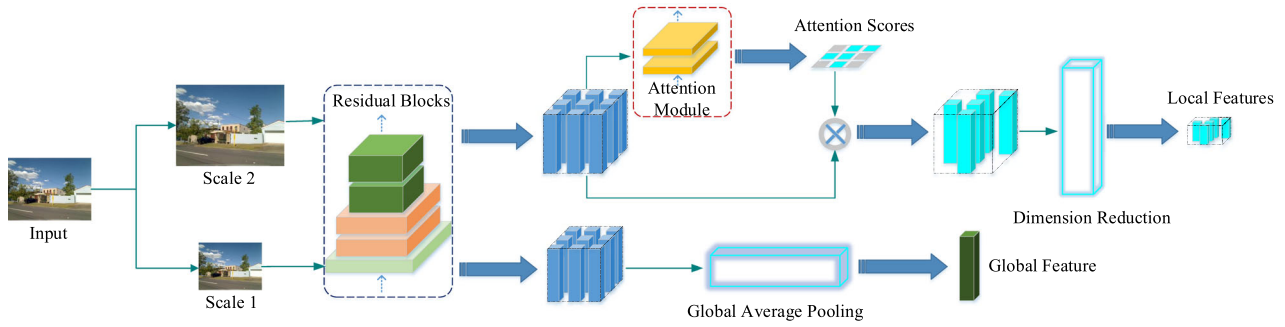 Attention Scores
Residual Blocks
Attention
Module
Local Features
Scale 2
Input
Dimension Reduction
Scale 1
Global Feature
Global Average Pooling